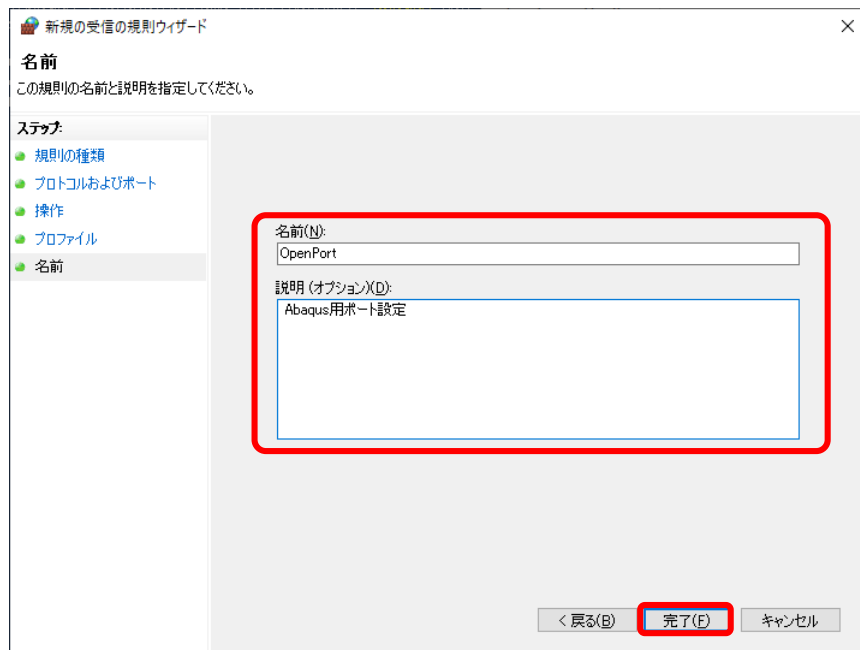 新規の受信の規則ウィザード
名前
この規則の名前と説明を指定してください。
ステップ:
規則の種類
プロトコルおよびポート
操作
プロファイル
名前
名前(N):
OpenPort
説明 (オプション)(D):
Abaqus用ポート設定
< 戻る(B)
完了(F)
キャンセル